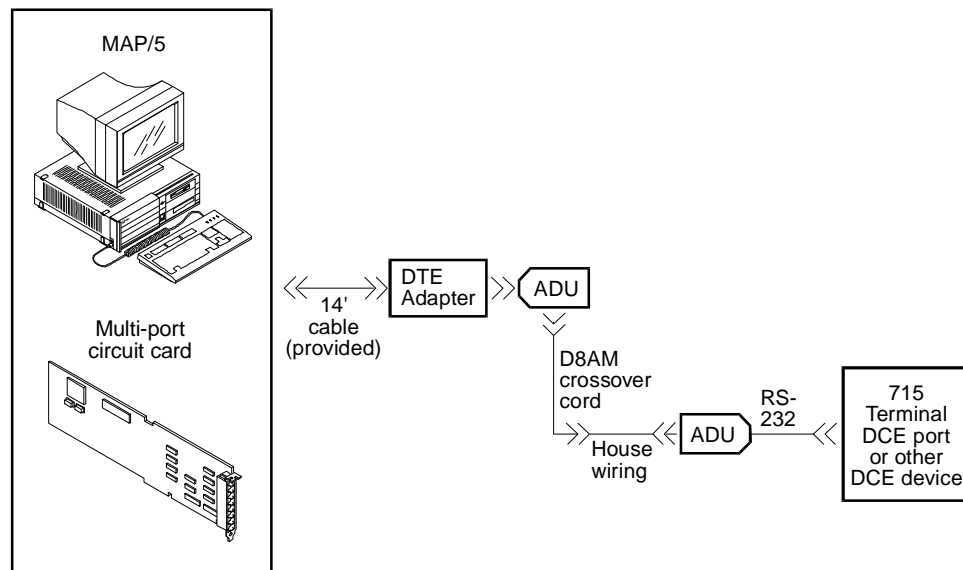 MAP/5
Multi-port
circuit card
14'
cable
(provided)
DTE
Adapter
ADU
D8AM
crossover
cord
House
wiring
ADU
RS-
232
715
Terminal
DCE port
or other
DCE device